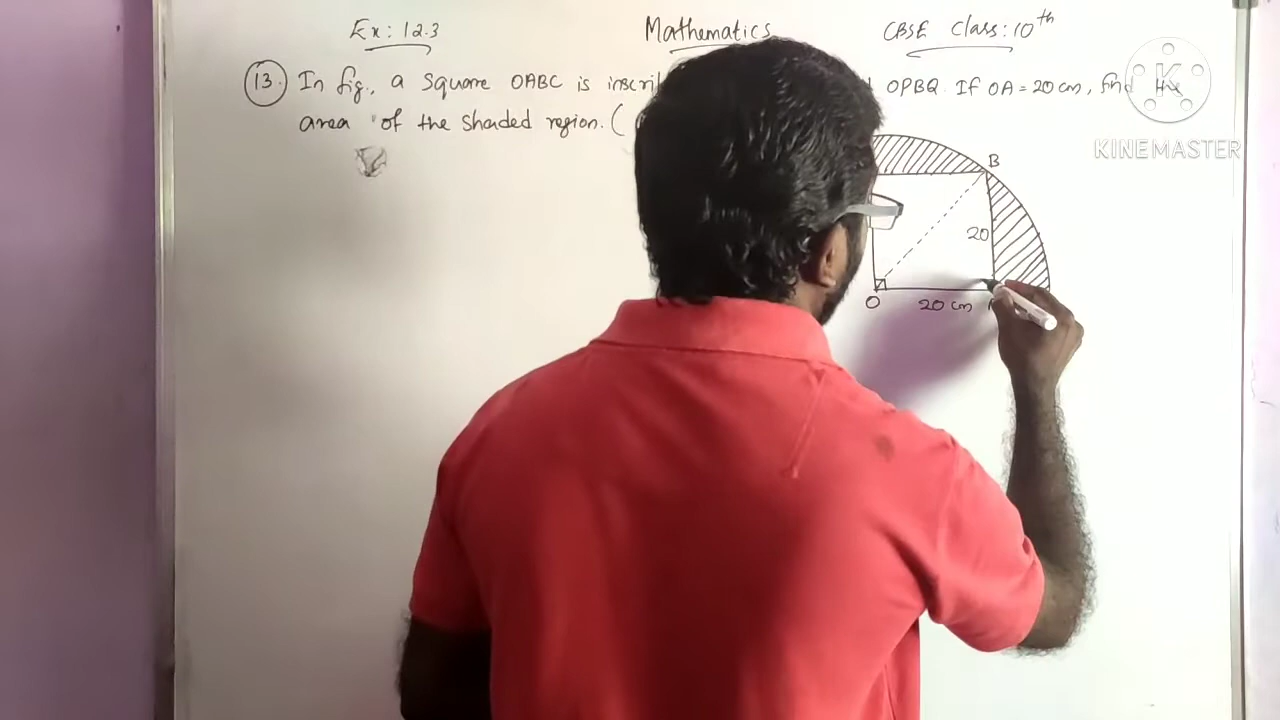 Ex: 12.3 Mathematics CBSE Class: 10th
13. In fig., a Square OABC is OPBQ. If OA = 20 cm, find the
area of the shaded region. (
B
20
O 20 cm
K
KINEMASTER